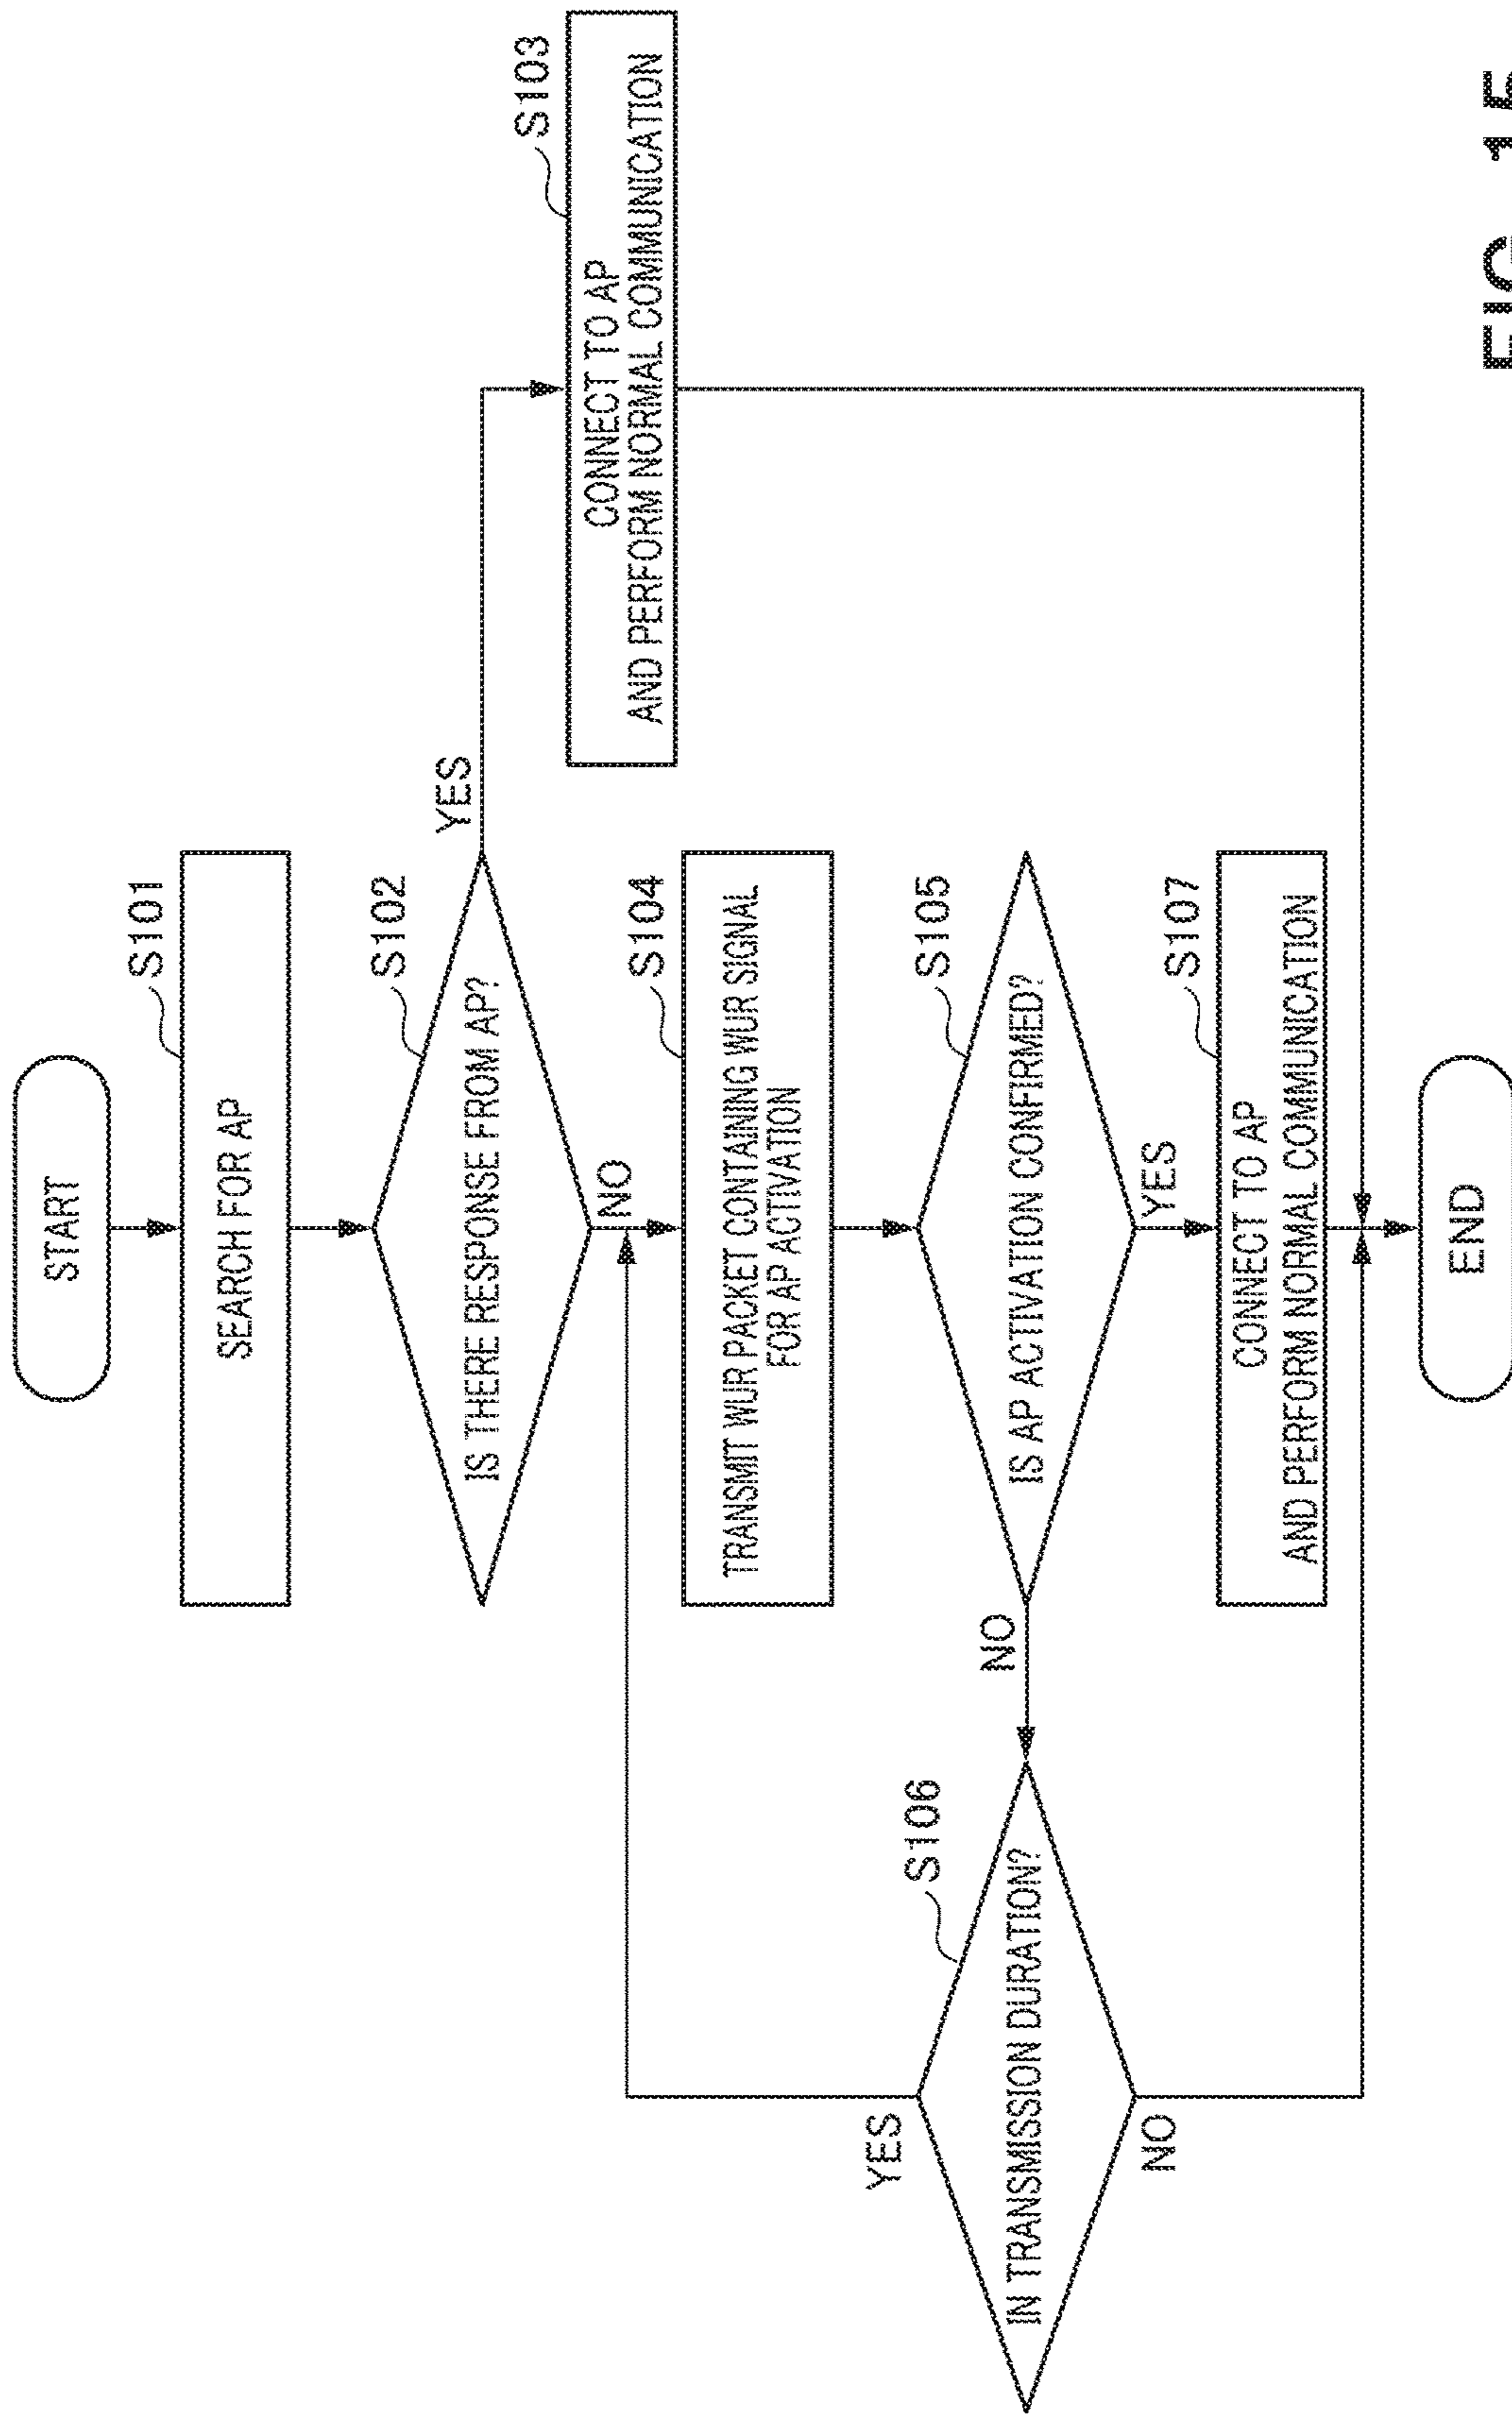 START
S101
SEARCH FOR AP
S102
IS THERE RESPONSE FROM AP?
YES
NO
S103
CONNECT TO AP
AND PERFORM NORMAL COMMUNICATION
S104
TRANSMIT WUR PACKET CONTAINING WUR SIGNAL
FOR AP ACTIVATION
S105
IS AP ACTIVATION CONFIRMED?
NO
YES
S106
IN TRANSMISSION DURATION?
YES
NO
S107
CONNECT TO AP
AND PERFORM NORMAL COMMUNICATION
END
FIG. 15